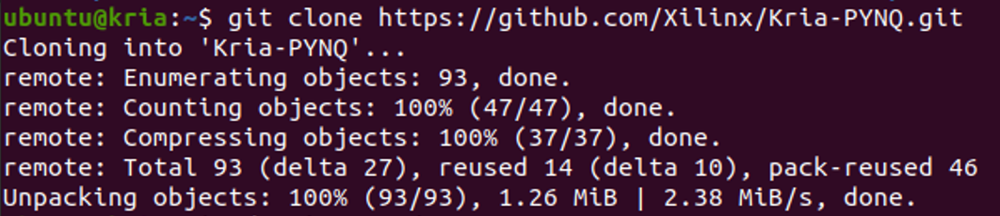 ubuntu@kria:~$ git clone https://github.com/Xilinx/Kria-PYNQ.git
Cloning into 'Kria-PYNQ'...
remote: Enumerating objects: 93, done.
remote: Counting objects: 100% (47/47), done.
remote: Compressing objects: 100% (37/37), done.
remote: Total 93 (delta 27), reused 14 (delta 10), pack-reused 46
Unpacking objects: 100% (93/93), 1.26 MiB | 2.38 MiB/s, done.